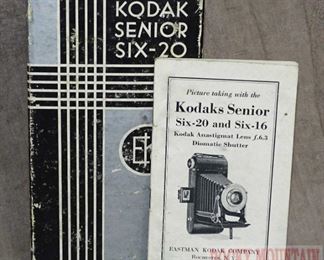 KODAK
SENIOR
SIX-20
Picture taking with the
Kodaks Senior
Six-20 and Six-16
Kodak Anastigmat Lens f.6.3
Diomatic Shutter
EASTMAN KODAK COMPANY
Rochester, N.Y.
MOUNTAIN